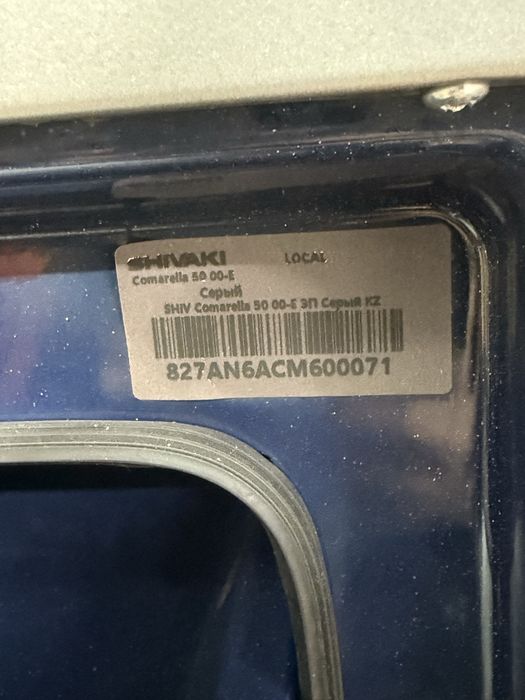 SHIVAKI LOCAL
Comarella 50 00-E
Серый
SHIV Comarella 50 00-E ЭП Серый KZ
827AN6ACM600071